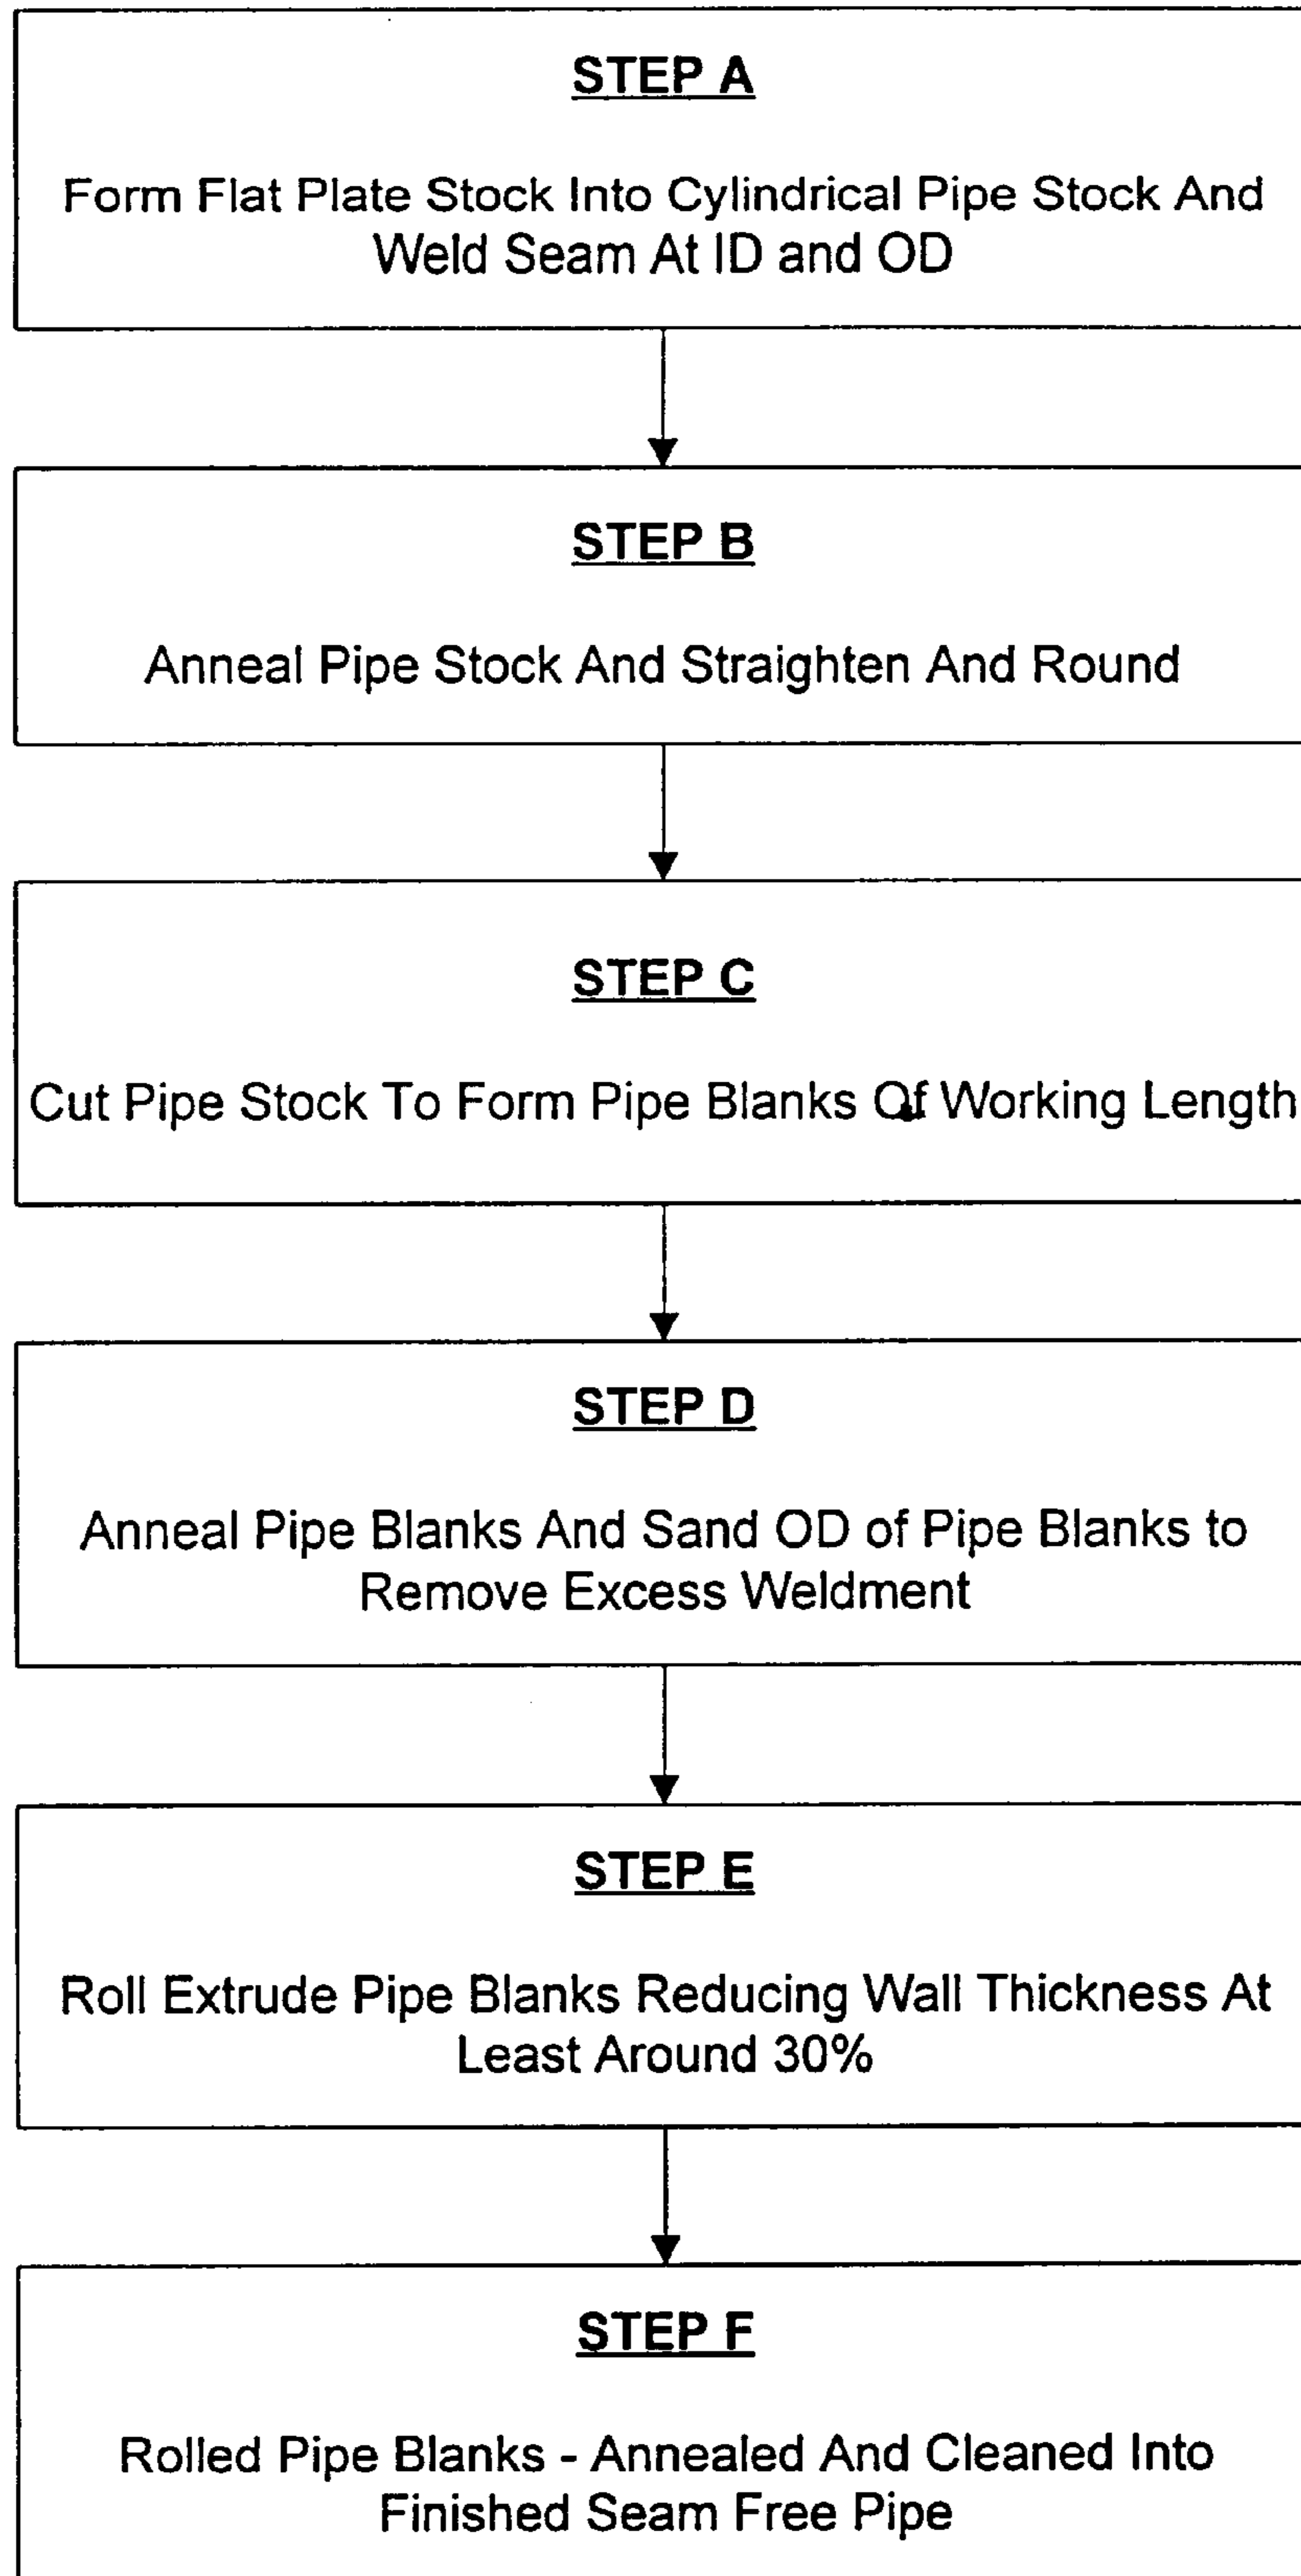 STEP A
Form Flat Plate Stock Into Cylindrical Pipe Stock And
Weld Seam At ID and OD
STEP B
Anneal Pipe Stock And Straighten And Round
STEP C
Cut Pipe Stock To Form Pipe Blanks Of Working Length
STEP D
Anneal Pipe Blanks And Sand OD of Pipe Blanks to
Remove Excess Weldment
STEP E
Roll Extrude Pipe Blanks Reducing Wall Thickness At
Least Around 30%
STEP F
Rolled Pipe Blanks - Annealed And Cleaned Into
Finished Seam Free Pipe